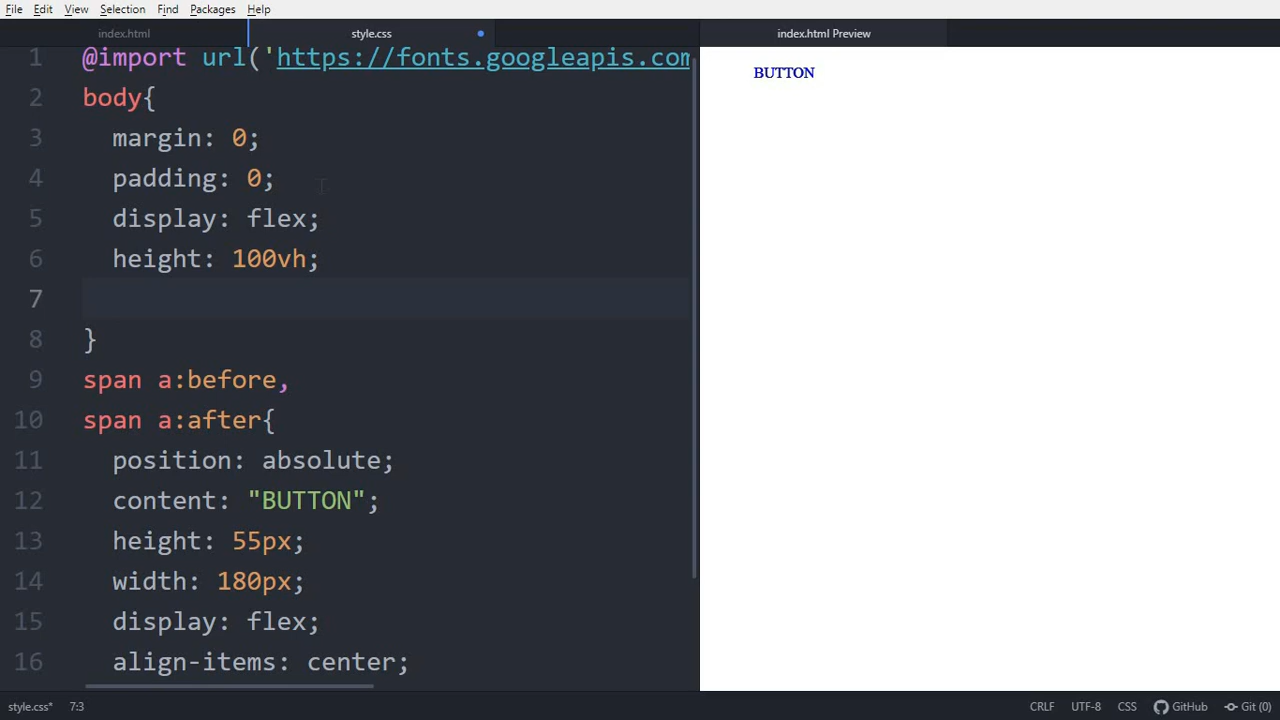 File Edit View Selection Find Packages Help
index.html
style.css
index.html Preview
1 @import url('https://fonts.googleapis.com
2 body{
3 margin: 0;
4 padding: 0;
5 display: flex;
6 height: 100vh;
7
8 }
9 span a:before,
10 span a:after{
11 position: absolute;
12 content: "BUTTON";
13 height: 55px;
14 width: 180px;
15 display: flex;
16 align-items: center;
BUTTON
style.css* 7:3
CRLF UTF-8 CSS GitHub Git (0)